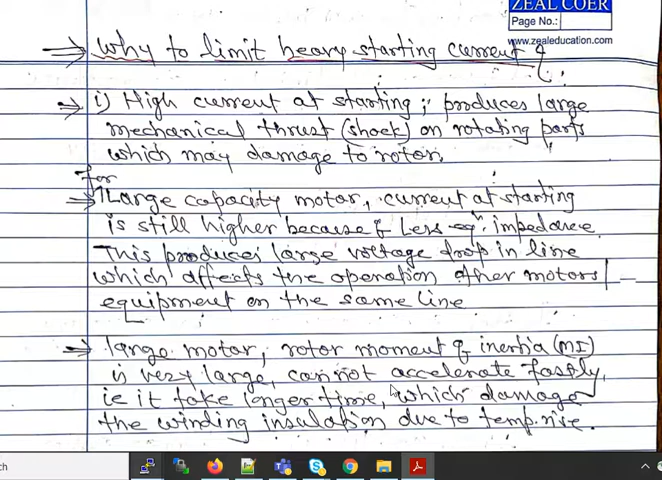 ZEAL COER
Page No.:
www.zealeducation.com
⇒ Why to limit heavy starting current ?
⇒ i) High current at starting; produces large
mechanical thrust (shock) on rotating parts
which may damage to rotor.
for
⇒ Large capacity motor, current at starting
is still higher because of Less eqn. impedance.
This produces large voltage drop in line
which affects the operation other motors/
equipment on the same line
⇒ large motor, rotor moment of inertia (MI)
is very large, cannot accelerate fastly,
ie it take longer time, which damage
the winding insulation due to temp. rise.
ch